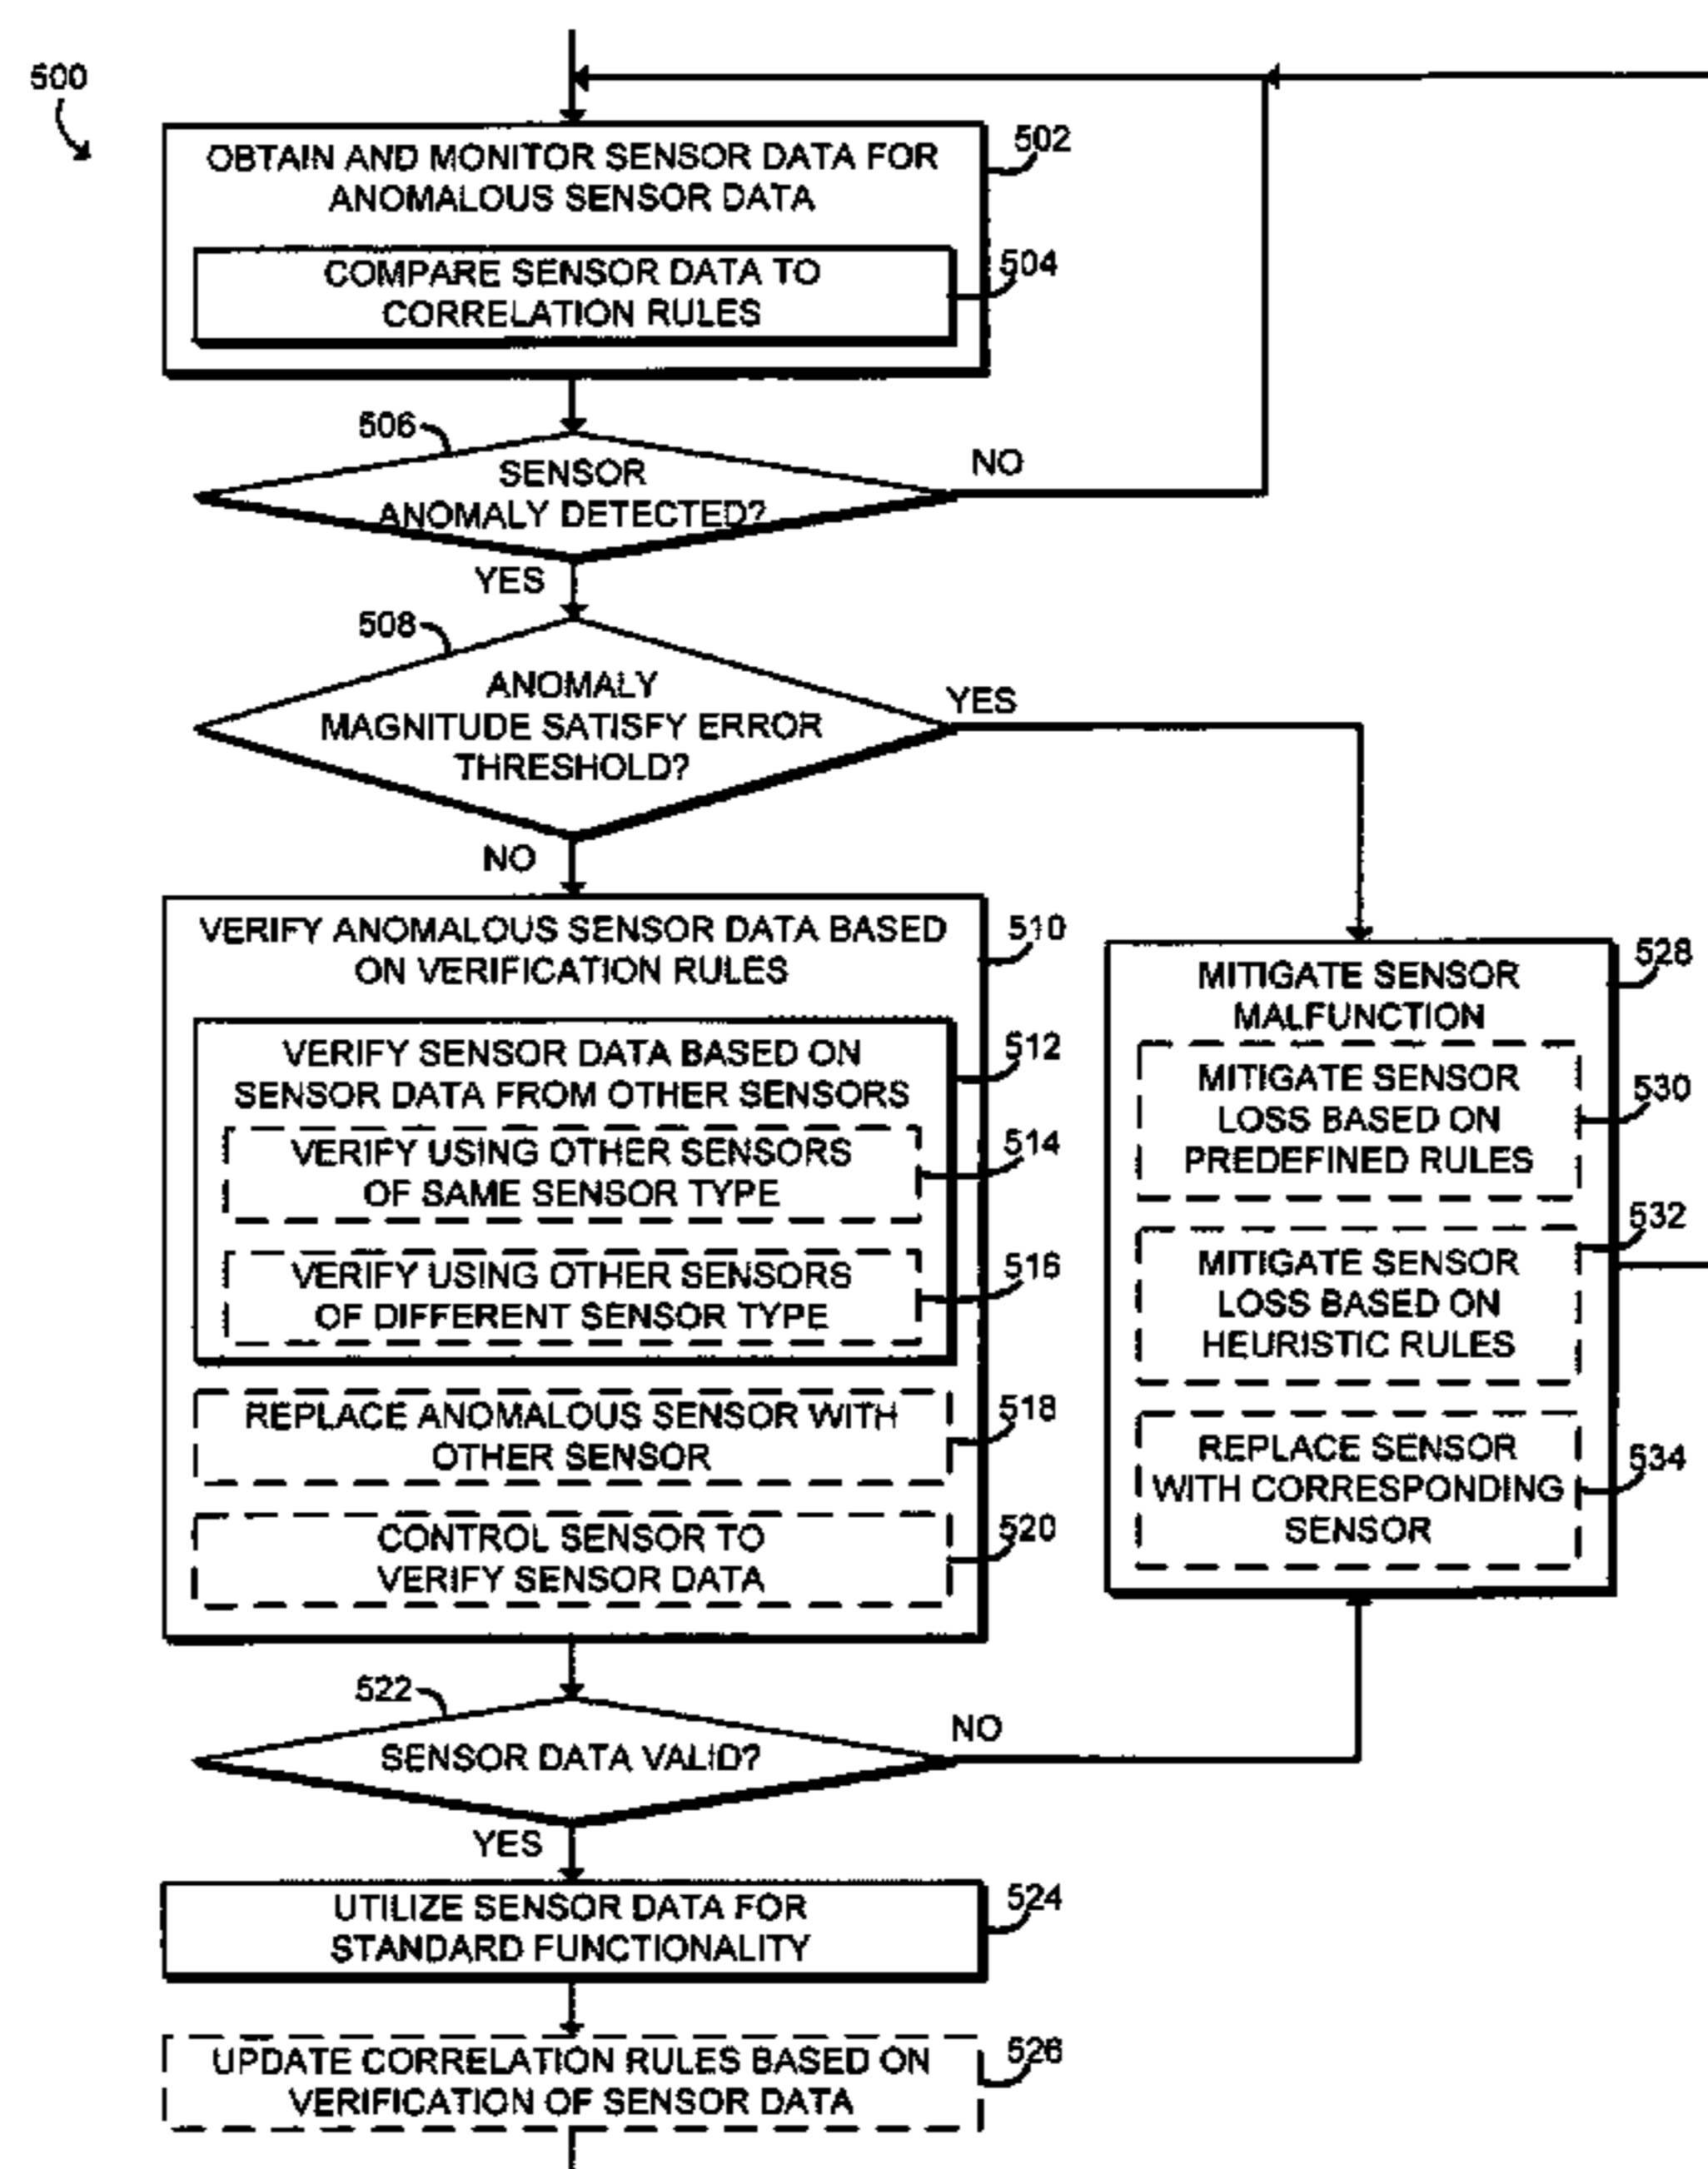 500
502
OBTAIN AND MONITOR SENSOR DATA FOR
ANOMALOUS SENSOR DATA
504
COMPARE SENSOR DATA TO
CORRELATION RULES
506
SENSOR
ANOMALY DETECTED?
NO
YES
508
ANOMALY
MAGNITUDE SATISFY ERROR
THRESHOLD?
YES
NO
510
VERIFY ANOMALOUS SENSOR DATA BASED
ON VERIFICATION RULES
512
VERIFY SENSOR DATA BASED ON
SENSOR DATA FROM OTHER SENSORS
514
VERIFY USING OTHER SENSORS
OF SAME SENSOR TYPE
516
VERIFY USING OTHER SENSORS
OF DIFFERENT SENSOR TYPE
518
REPLACE ANOMALOUS SENSOR WITH
OTHER SENSOR
520
CONTROL SENSOR TO
VERIFY SENSOR DATA
528
MITIGATE SENSOR
MALFUNCTION
530
MITIGATE SENSOR
LOSS BASED ON
PREDEFINED RULES
532
MITIGATE SENSOR
LOSS BASED ON
HEURISTIC RULES
534
REPLACE SENSOR
WITH CORRESPONDING
SENSOR
522
SENSOR DATA VALID?
NO
YES
524
UTILIZE SENSOR DATA FOR
STANDARD FUNCTIONALITY
526
UPDATE CORRELATION RULES BASED ON
VERIFICATION OF SENSOR DATA